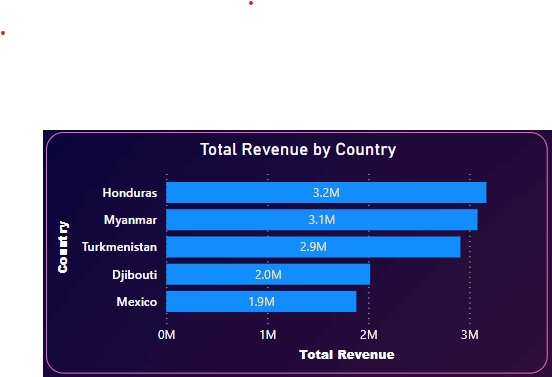 Total Revenue by Country
Country
Honduras 3.2M
Myanmar 3.1M
Turkmenistan 2.9M
Djibouti 2.0M
Mexico 1.9M
0M 1M 2M 3M
Total Revenue